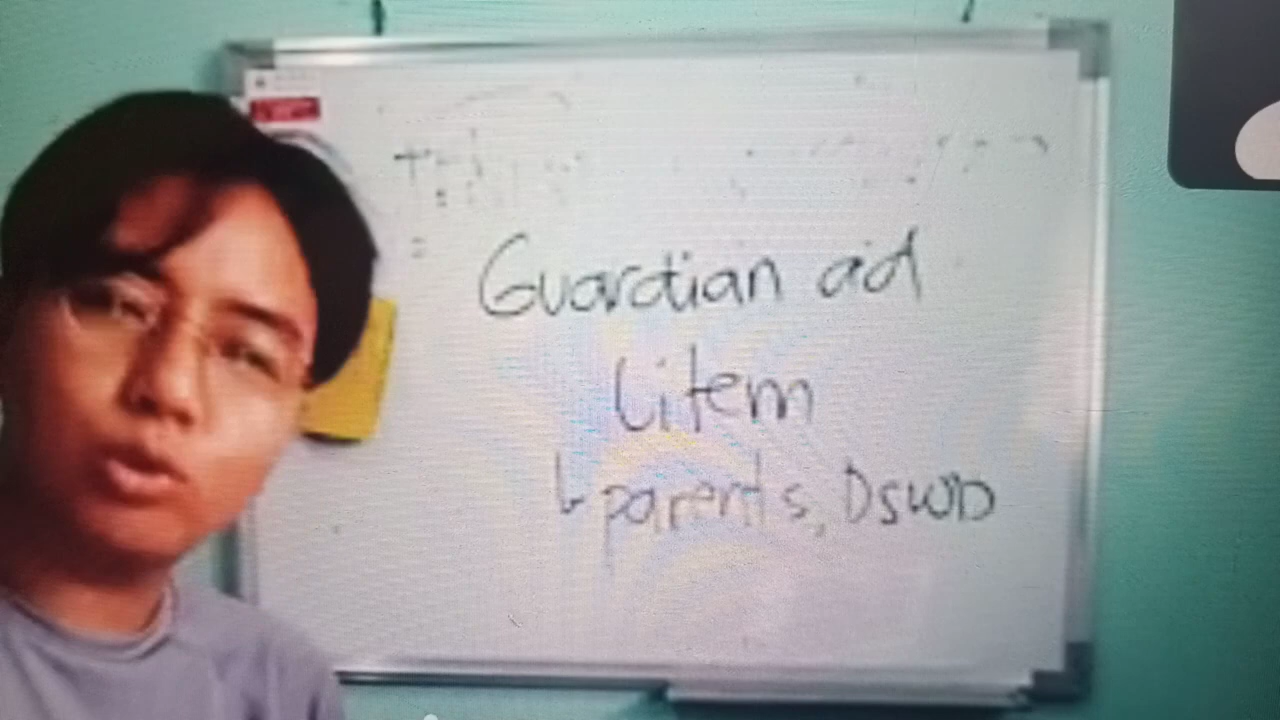 Guardian ad
Litem
↳ parents, DSWD